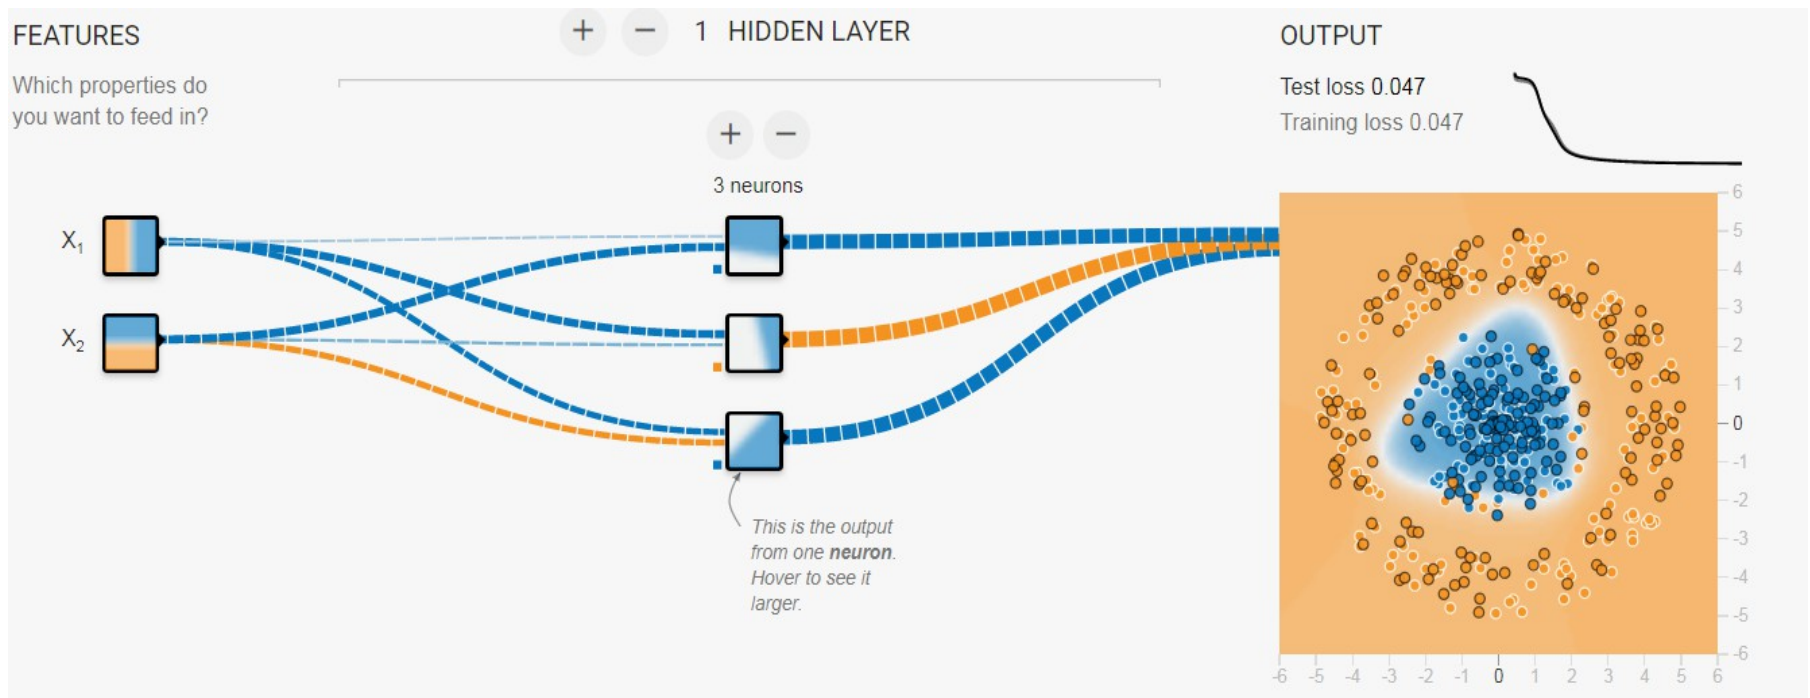 FEATURES
Which properties do
you want to feed in?
+ − 1 HIDDEN LAYER
+ −
3 neurons
X1
X2
This is the output
from one neuron.
Hover to see it
larger.
OUTPUT
Test loss 0.047
Training loss 0.047
6
5
4
3
2
1
0
-1
-2
-3
-4
-5
-6
-6 -5 -4 -3 -2 -1 0 1 2 3 4 5 6